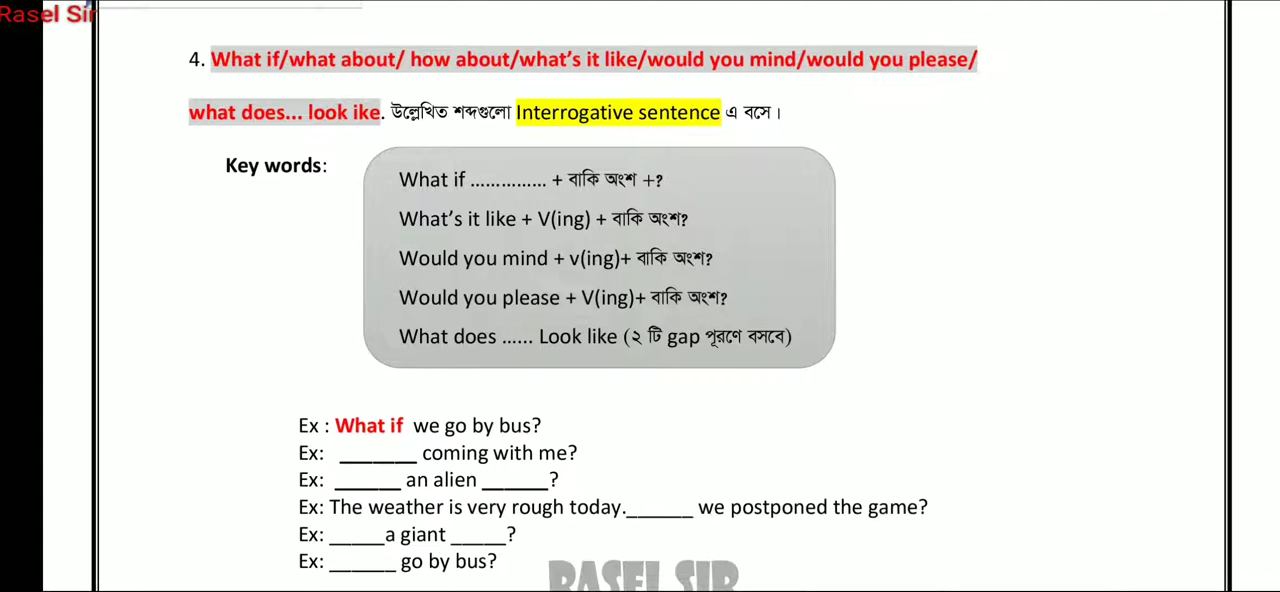 Rasel Sir
4. What if/what about/ how about/what's it like/would you mind/would you please/
what does... look ike. উল্লেখিত শব্দগুলো Interrogative sentence এ বসে।
Key words:
What if ............... + বাকি অংশ +?
What's it like + V(ing) + বাকি অংশ?
Would you mind + v(ing)+ বাকি অংশ?
Would you please + V(ing)+ বাকি অংশ?
What does ...... Look like (২ টি gap পূরণে বসবে)
Ex : What if we go by bus?
Ex: _______ coming with me?
Ex: ______ an alien ______?
Ex: The weather is very rough today.______ we postponed the game?
Ex: _____a giant _____?
Ex: ______ go by bus?
RASEL SIR